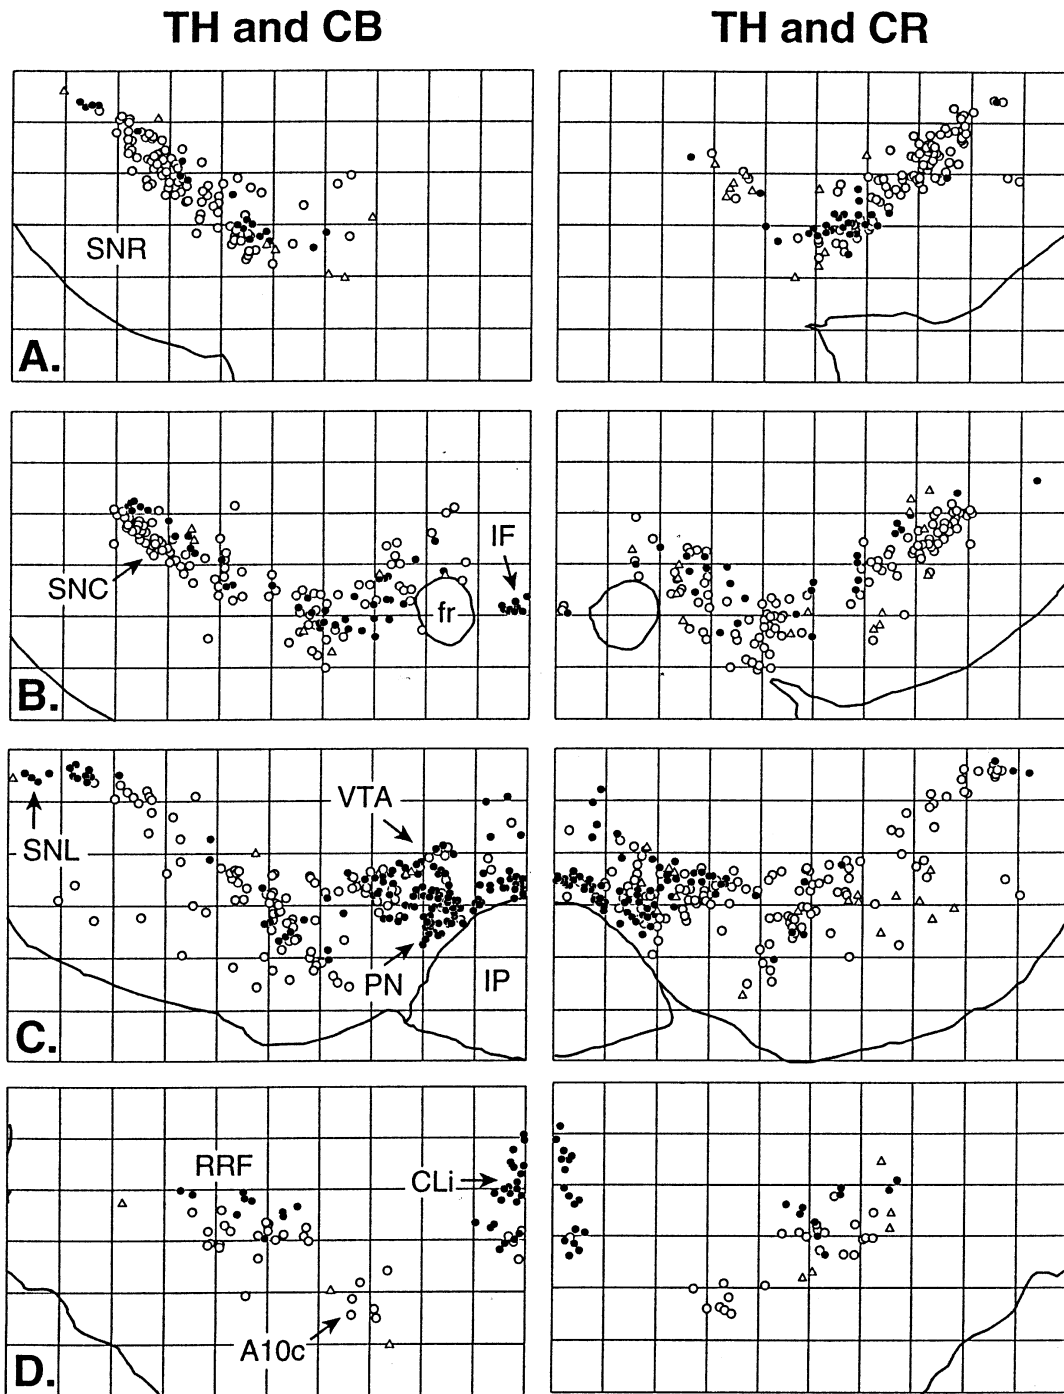 TH and CB
TH and CR
SNR
A.
IF
SNC
fr
B.
VTA
SNL
PN
IP
C.
RRF
CLi
A10c
D.